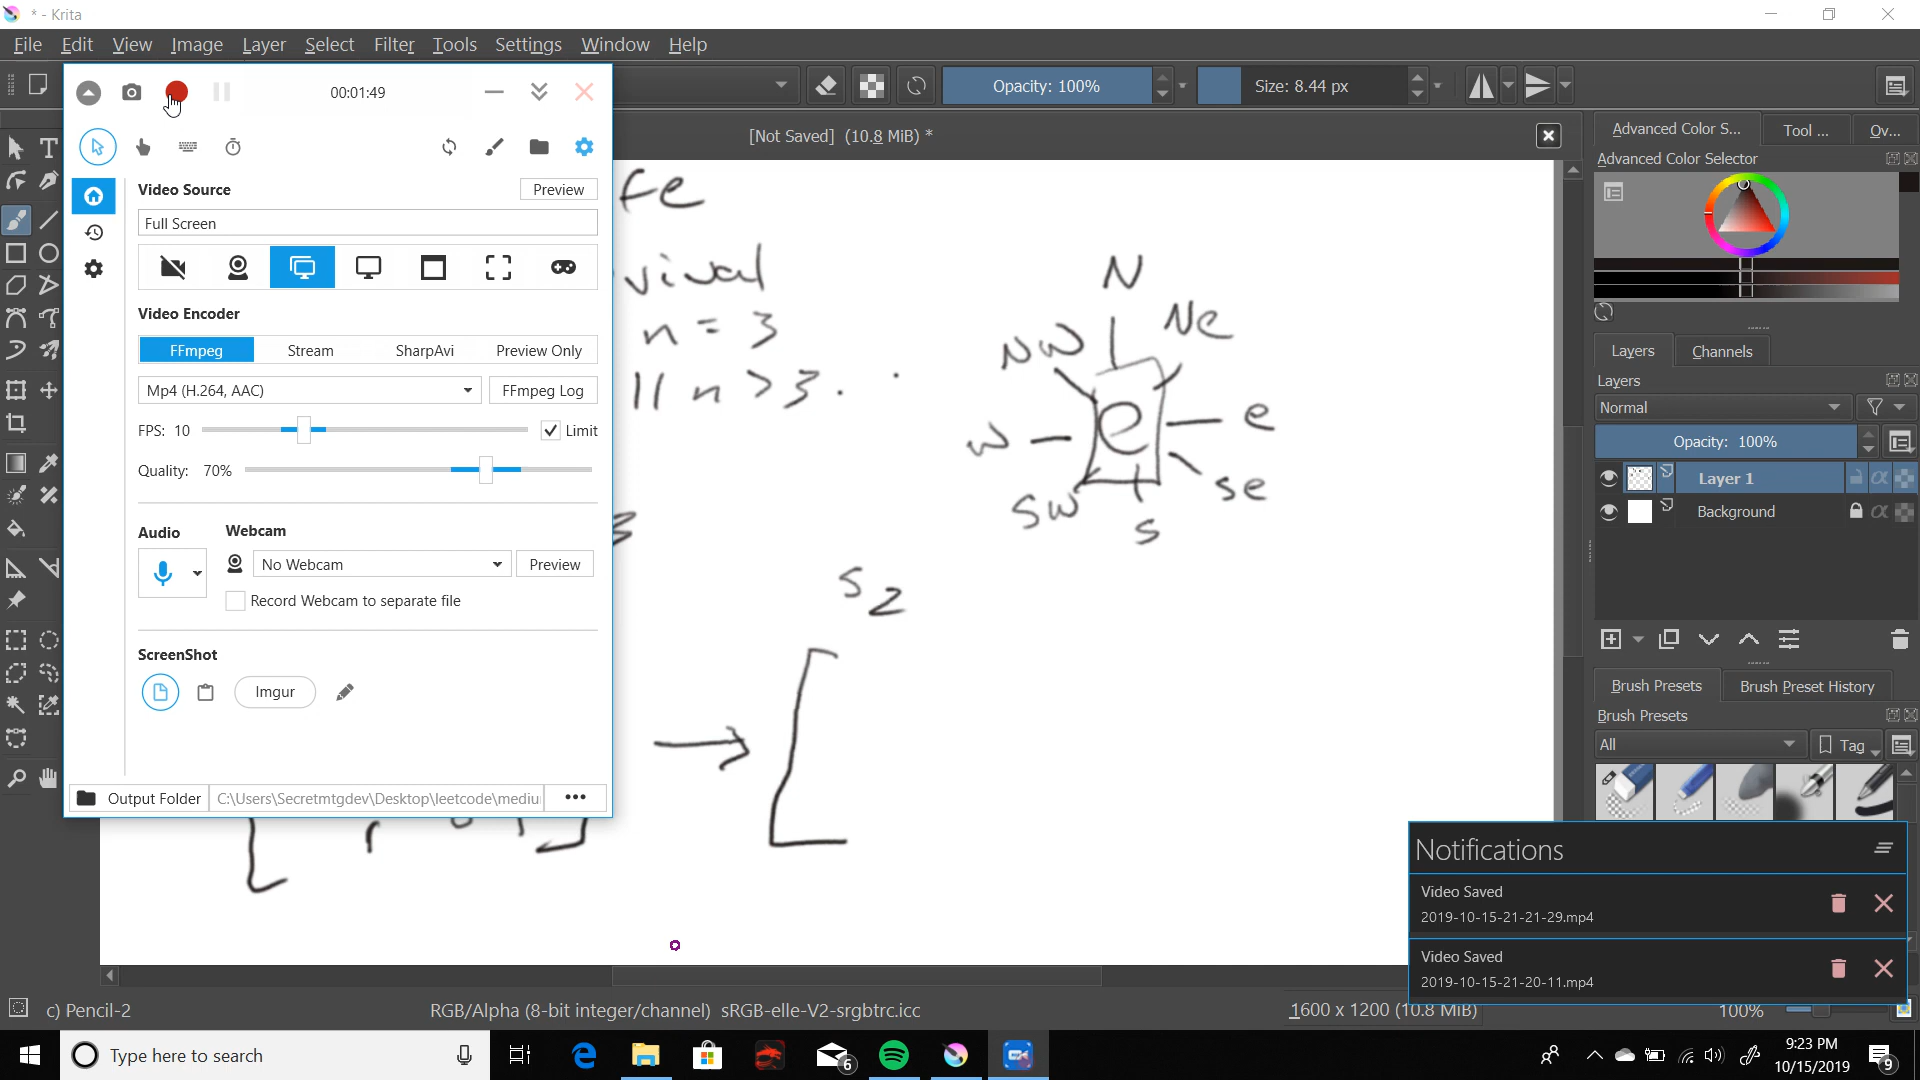 * - Krita
File Edit View Image Layer Select Filter Tools Settings Window Help
00:01:49
Opacity: 100%
Size: 8.44 px
[Not Saved] (10.8 MiB) *
Video Source
Preview
Full Screen
Video Encoder
FFmpeg Stream SharpAvi Preview Only
Mp4 (H.264, AAC)
FFmpeg Log
FPS: 10
Limit
Quality: 70%
Audio
Webcam
No Webcam
Preview
Record Webcam to separate file
ScreenShot
Imgur
Output Folder
C:\Users\Secretmtgdev\Desktop\leetcode\mediu
fe
vival
n = 3
|| n > 3 .
3
N
NW
Ne
w
e
e
sw
s
se
s2
Advanced Color S...
Tool ...
Ov...
Advanced Color Selector
Layers
Channels
Layers
Normal
Opacity: 100%
Layer 1
Background
Brush Presets
Brush Preset History
Brush Presets
All
Tag
Notifications
Video Saved
2019-10-15-21-21-29.mp4
Video Saved
2019-10-15-21-20-11.mp4
c) Pencil-2
RGB/Alpha (8-bit integer/channel) sRGB-elle-V2-srgbtrc.icc
1600 x 1200 (10.8 MiB)
100%
Type here to search
6
9:23 PM
10/15/2019
9